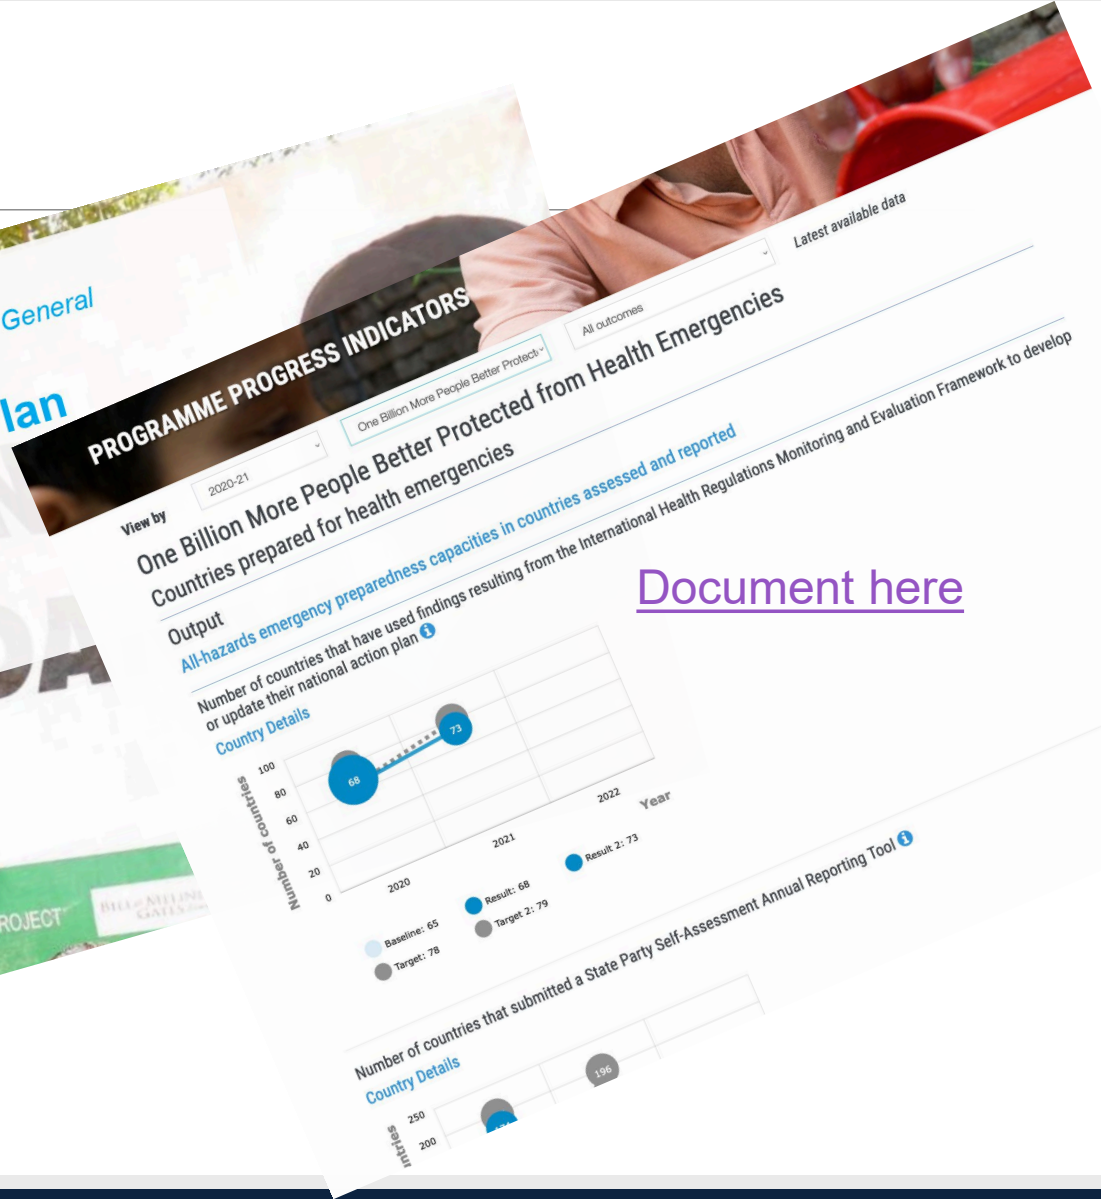 General
lan
PROGRAMME PROGRESS INDICATORS
View by
2020-21
One Billion More People Better Protect
All outcomes
Latest available data
One Billion More People Better Protected from Health Emergencies
Countries prepared for health emergencies
Output
All-hazards emergency preparedness capacities in countries assessed and reported
Number of countries that have used findings resulting from the International Health Regulations Monitoring and Evaluation Framework to develop
or update their national action plan
Country Details
Number of countries
100
80
60
40
20
0
68
73
2020
2021
2022
Year
Baseline: 65
Result: 68
Result 2: 73
Target: 78
Target 2: 79
Document here
Number of countries that submitted a State Party Self-Assessment Annual Reporting Tool
Country Details
ntries
250
200
196
DA
ROJECT
BILL & MELIN
GATES